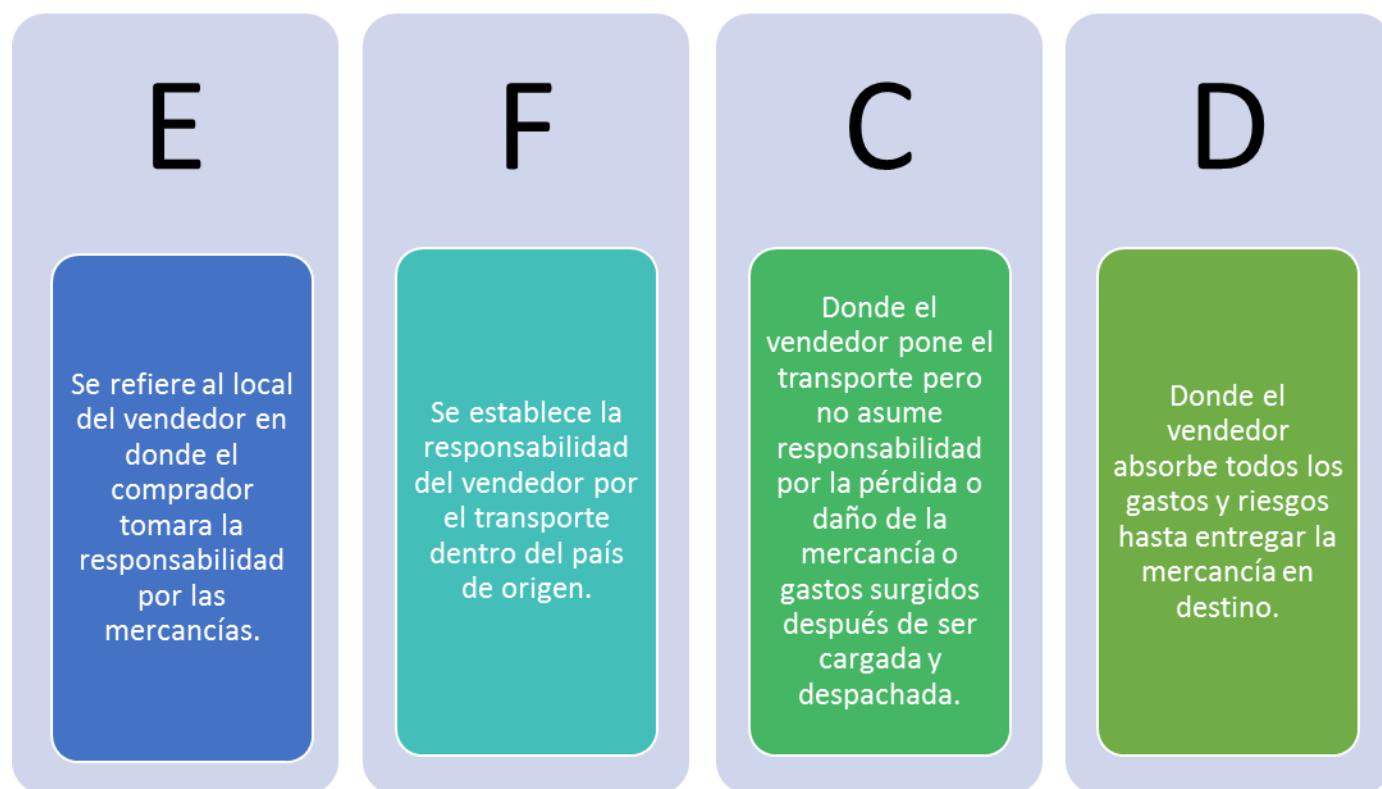 E
Se refiere al local
del vendedor en
donde el
comprador
tomara la
responsabilidad
por las
mercancías.
F
Se establece la
responsabilidad
del vendedor por
el transporte
dentro del país
de origen.
C
Donde el
vendedor pone el
transporte pero
no asume
responsabilidad
por la pérdida o
daño de la
mercancía o
gastos surgidos
después de ser
cargada y
despachada.
D
Donde el
vendedor
absorbe todos los
gastos y riesgos
hasta entregar la
mercancía en
destino.